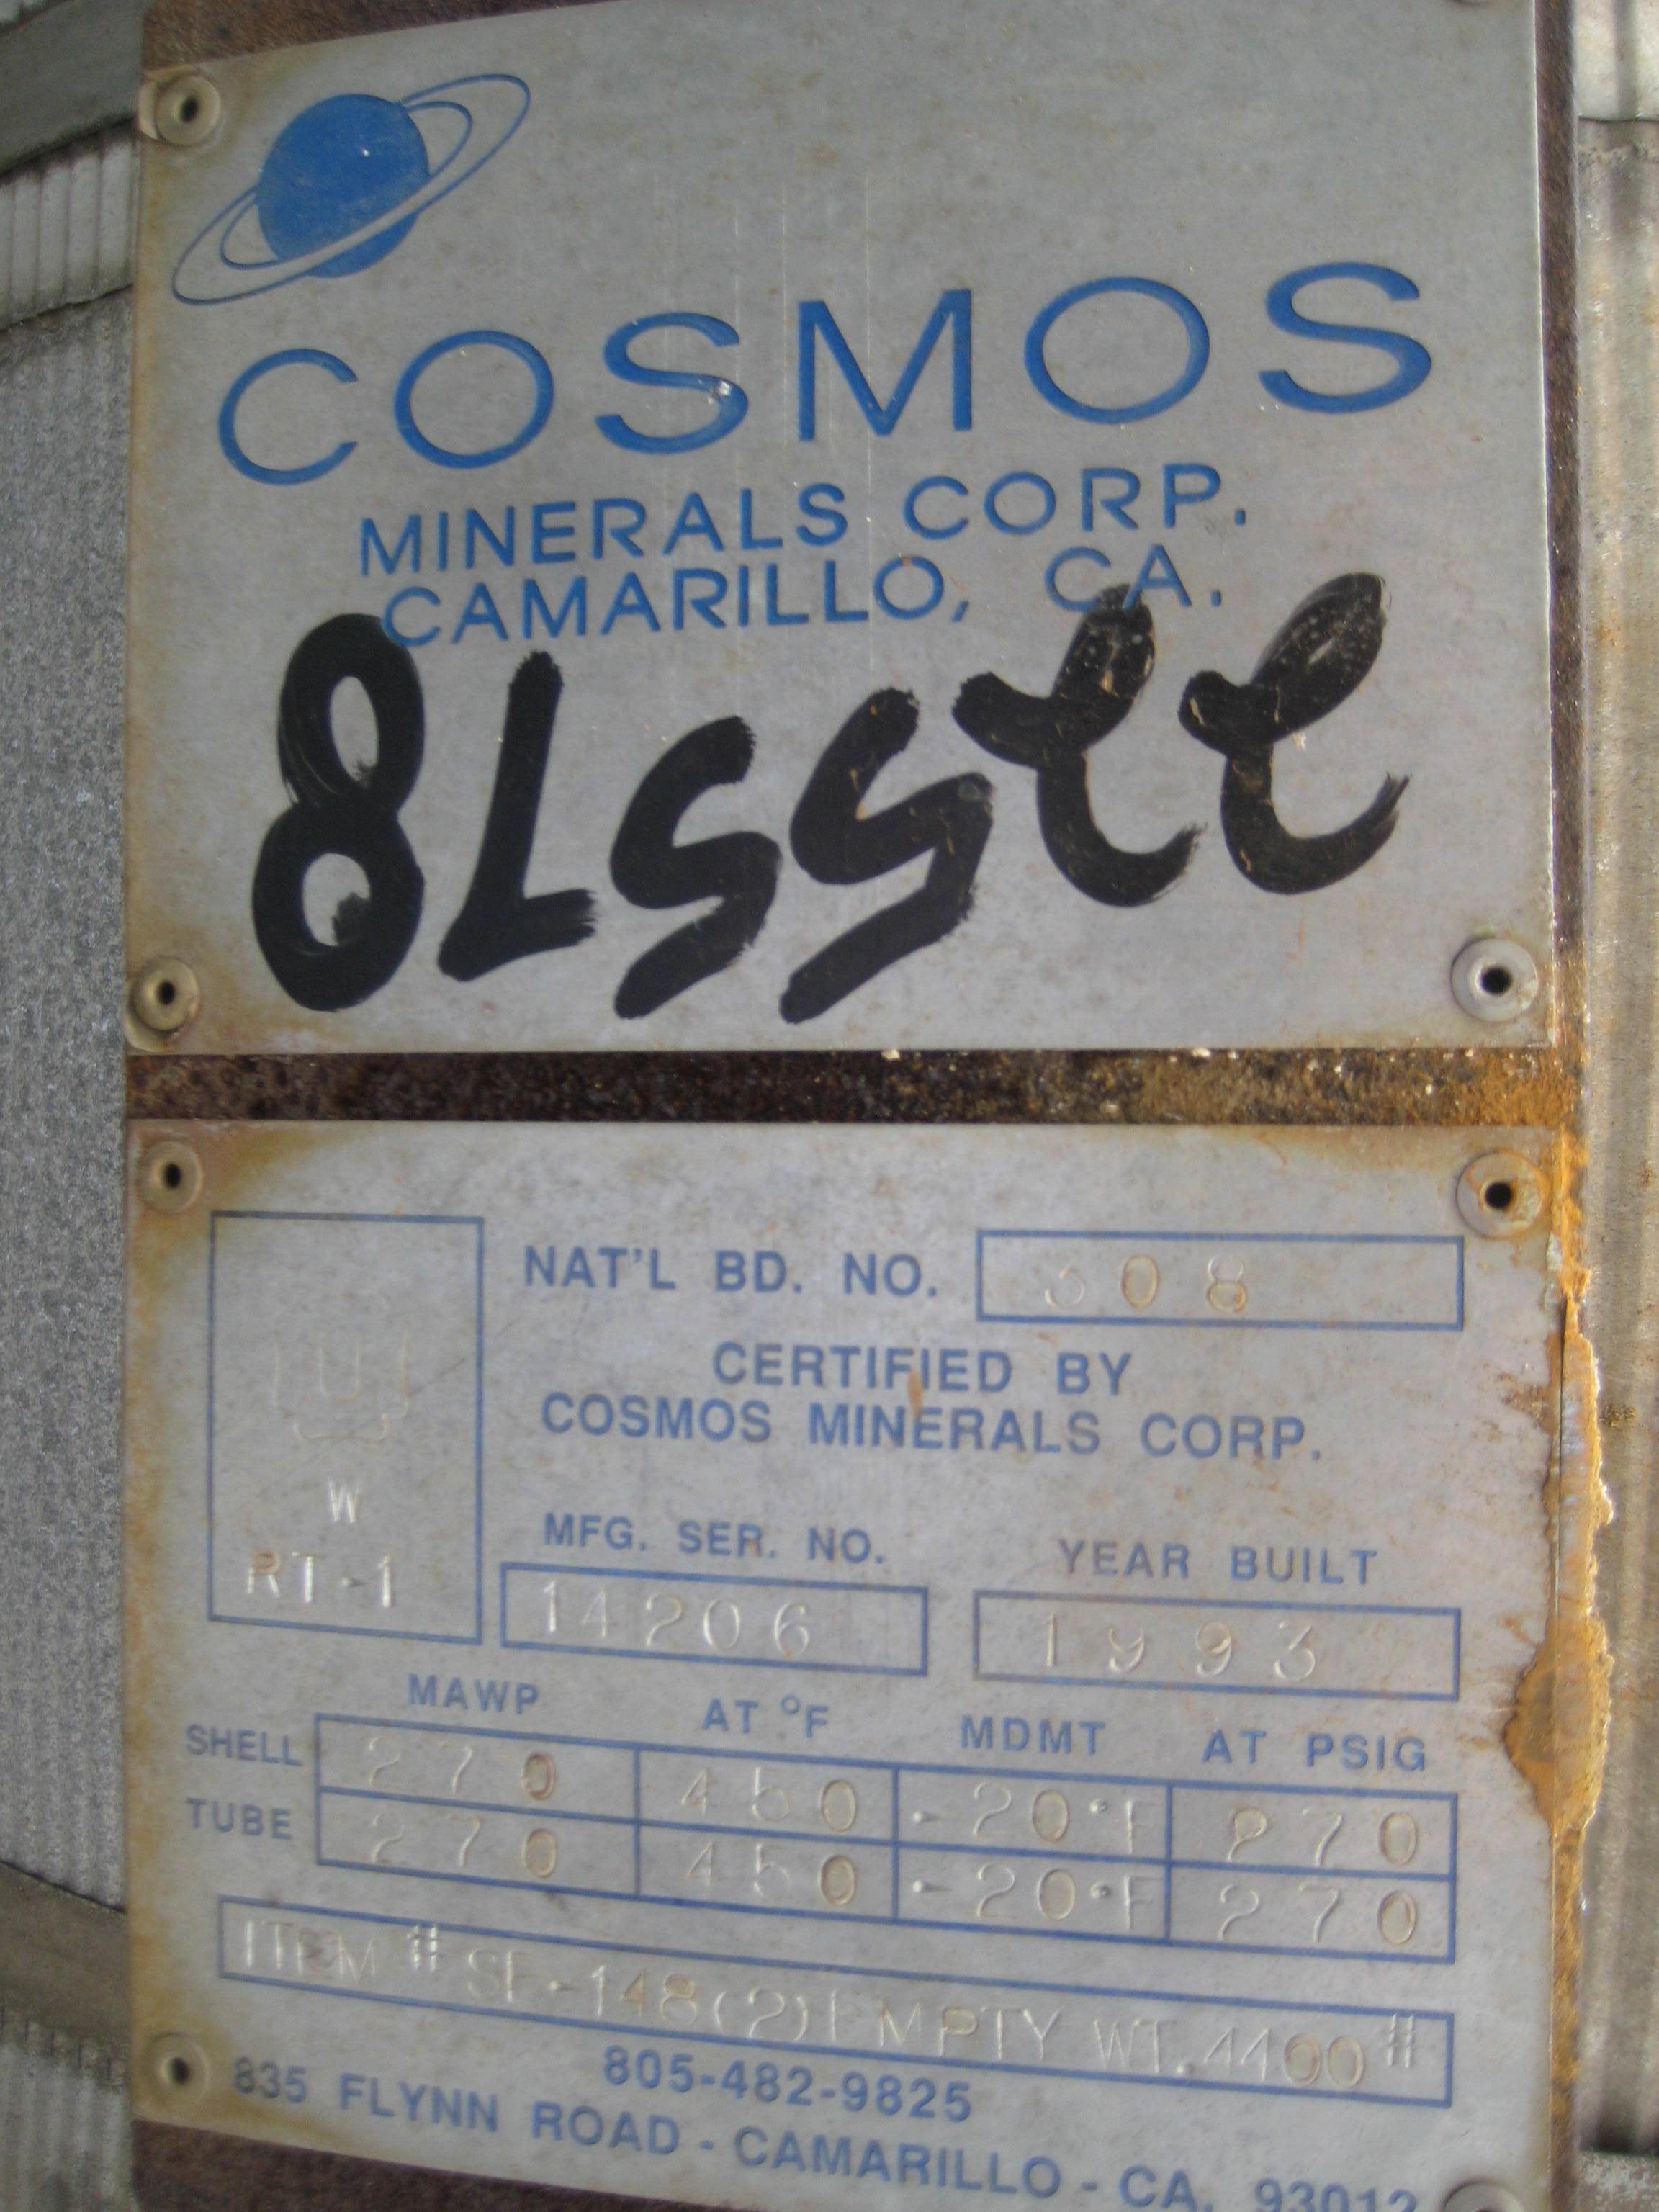 COSMOS
MINERALS CORP.
CAMARILLO, CA.
225578
NAT'L BD. NO. 308
U
CERTIFIED BY
COSMOS MINERALS CORP.
W
RT-1
MFG. SER. NO. YEAR BUILT
14206 1993
MAWP AT °F MDMT AT PSIG
SHELL 270 450 -20°F 270
TUBE 270 450 -20°F 270
ITEM # SE-148(2) EMPTY WT. 4400#
805-482-9825
835 FLYNN ROAD - CAMARILLO - CA. 93012